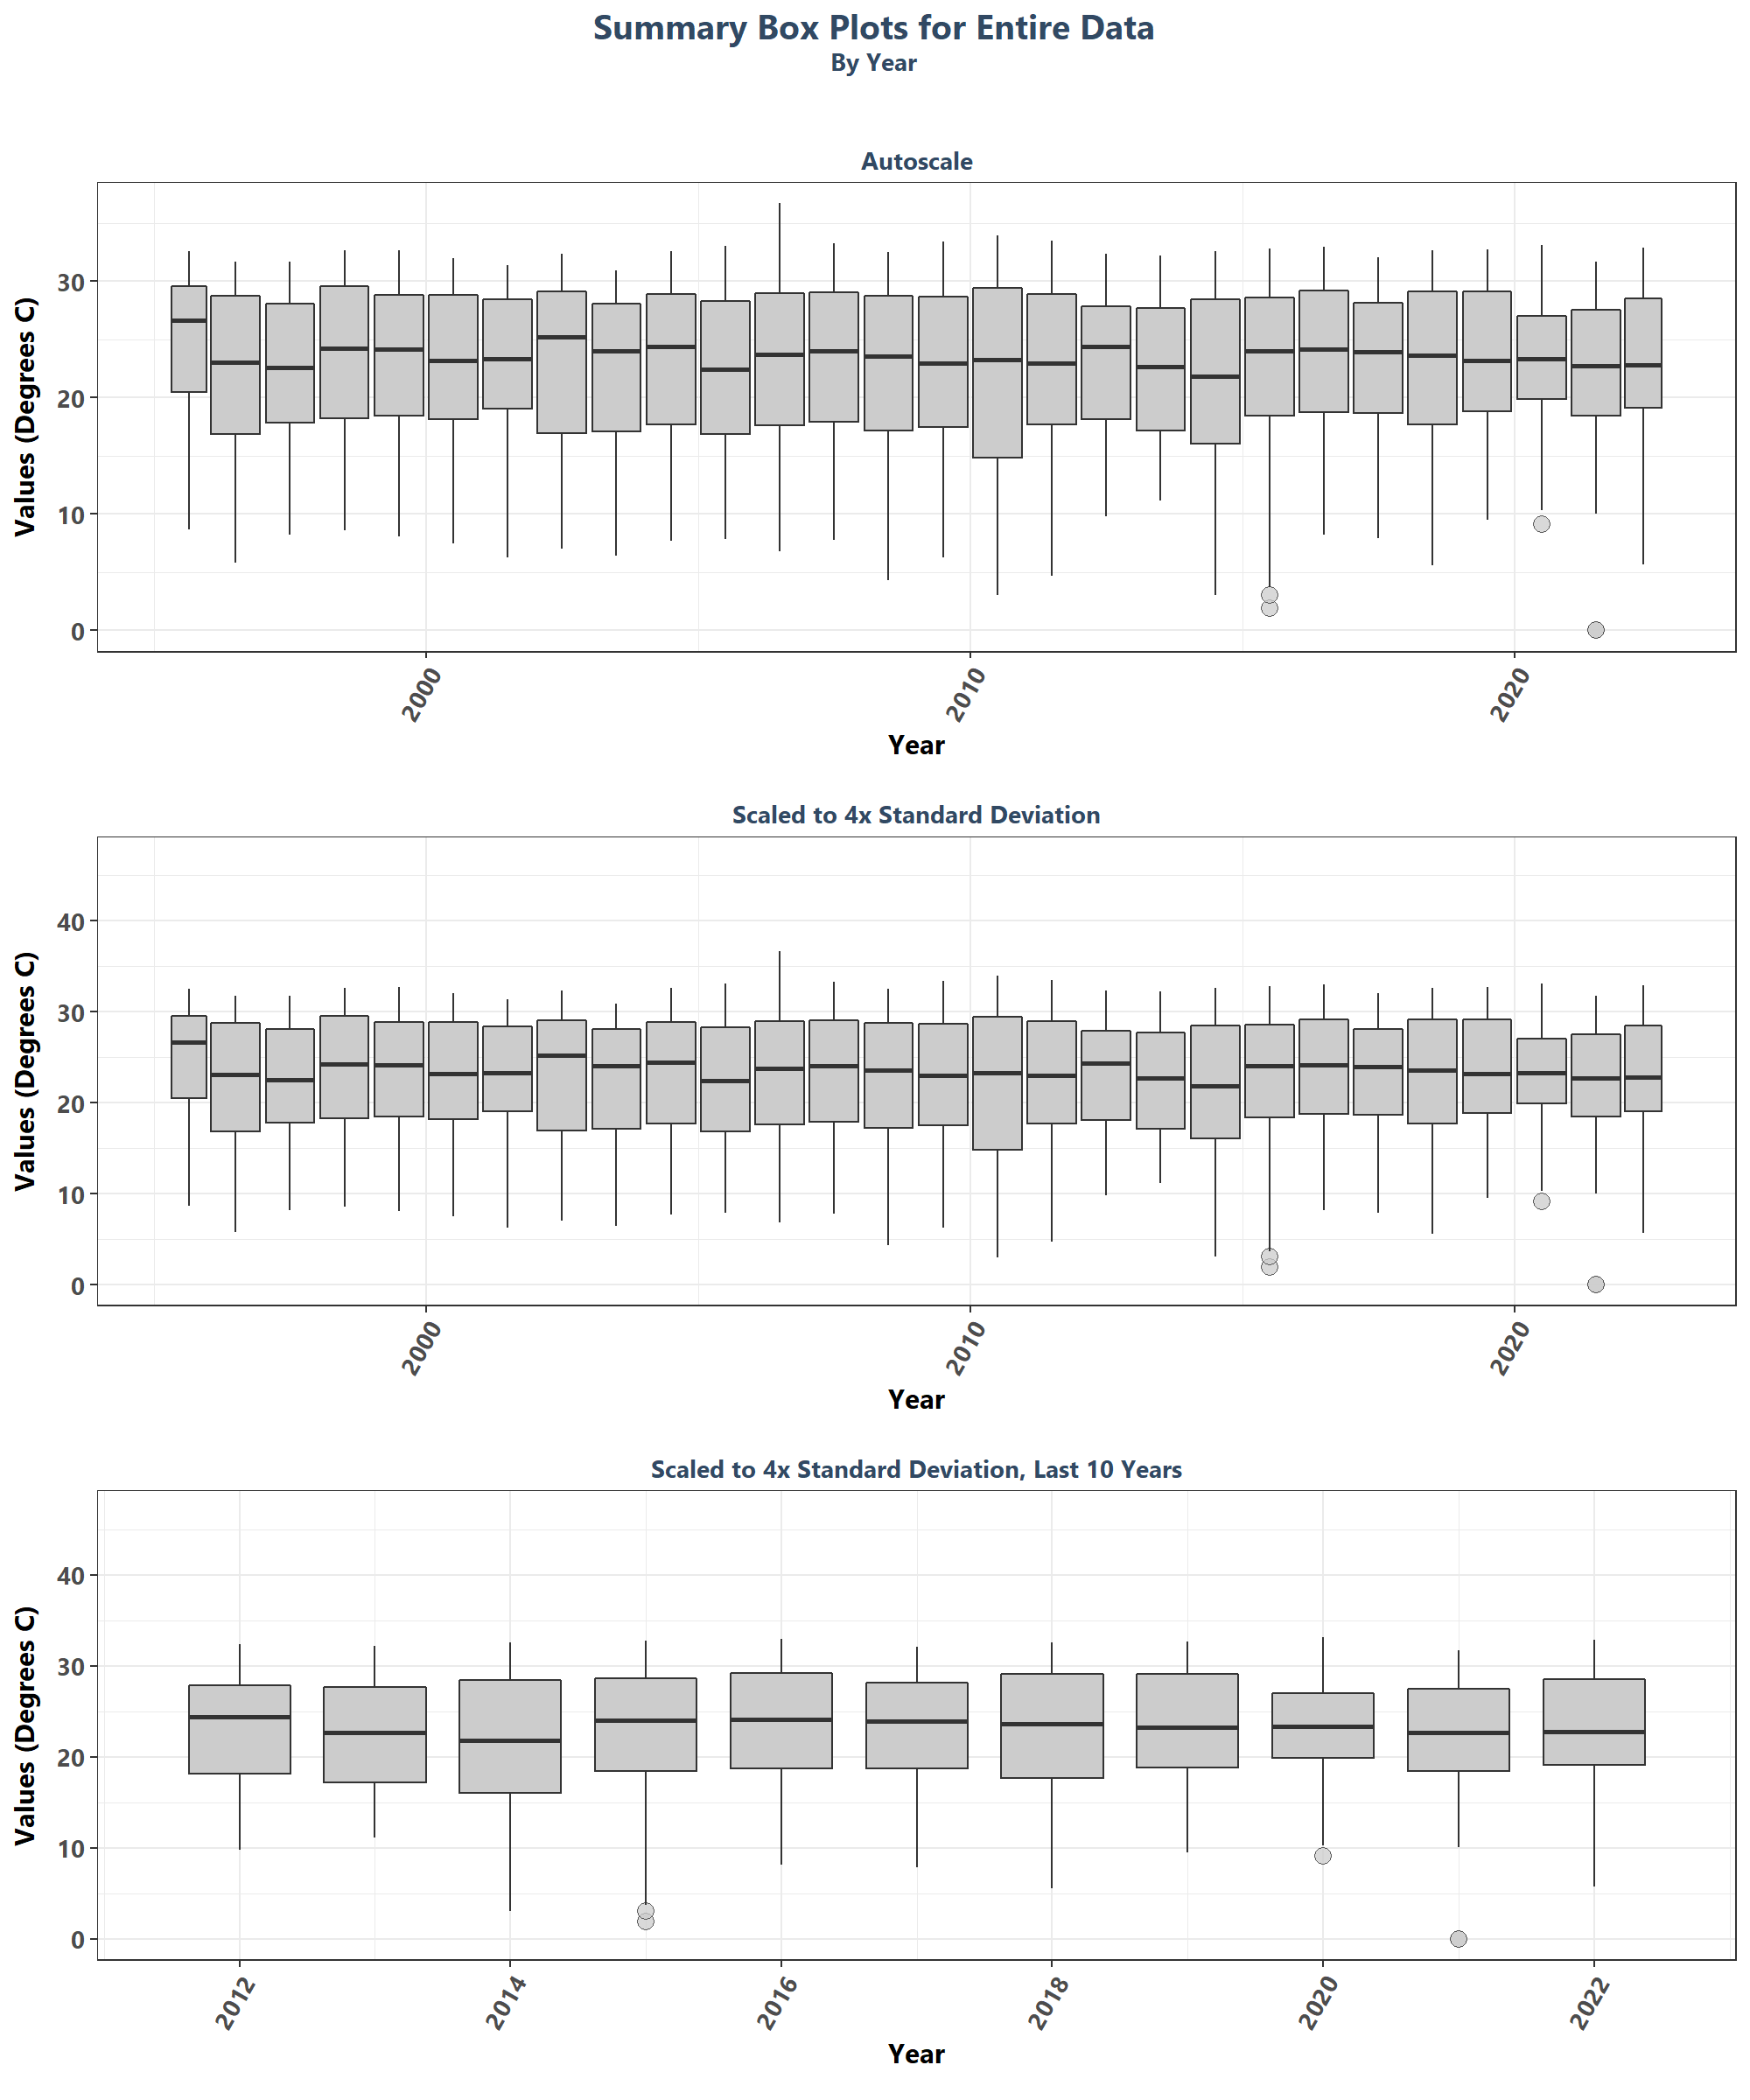 Summary Box Plots for Entire Data
By Year
Autoscale
Values (Degrees C)
30
20
10
0
2000
2010
2020
Year
Scaled to 4x Standard Deviation
Values (Degrees C)
40
30
20
10
0
2000
2010
2020
Year
Scaled to 4x Standard Deviation, Last 10 Years
Values (Degrees C)
40
30
20
10
0
2012
2014
2016
2018
2020
2022
Year